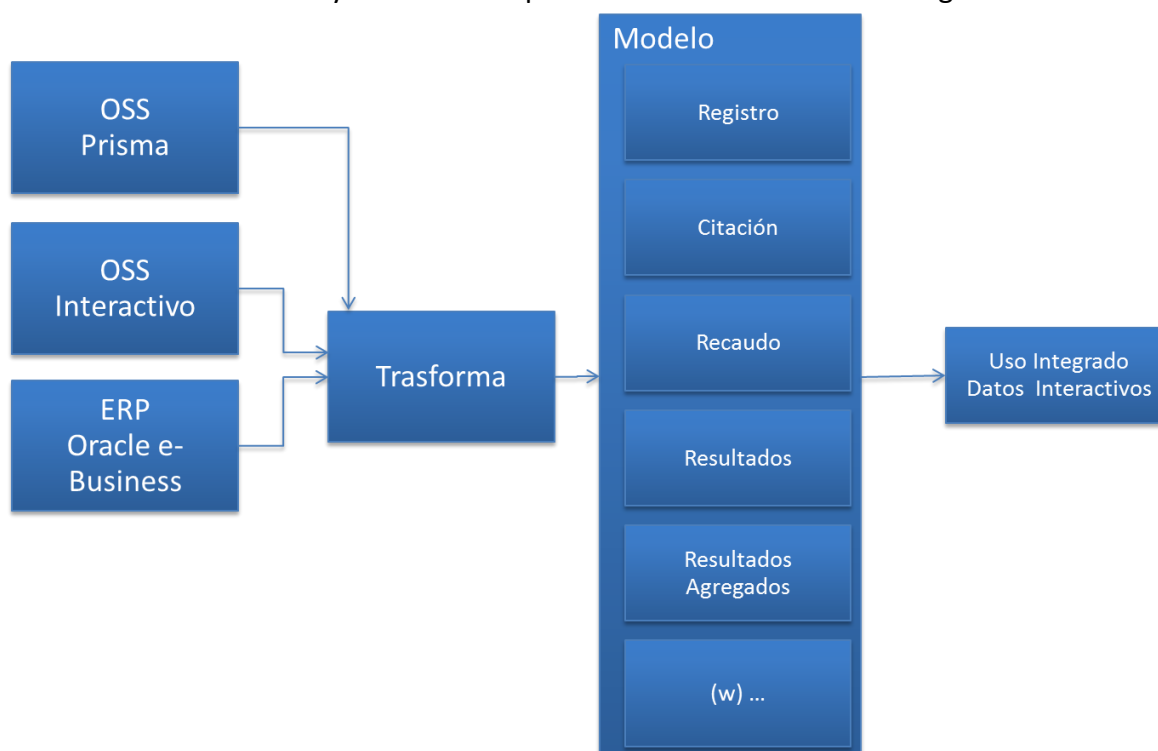 OSS
Prisma
OSS
Interactivo
ERP
Oracle e-
Business
Trasforma
Modelo
Registro
Citación
Recaudo
Resultados
Resultados
Agregados
(w) ...
Uso Integrado
Datos Interactivos